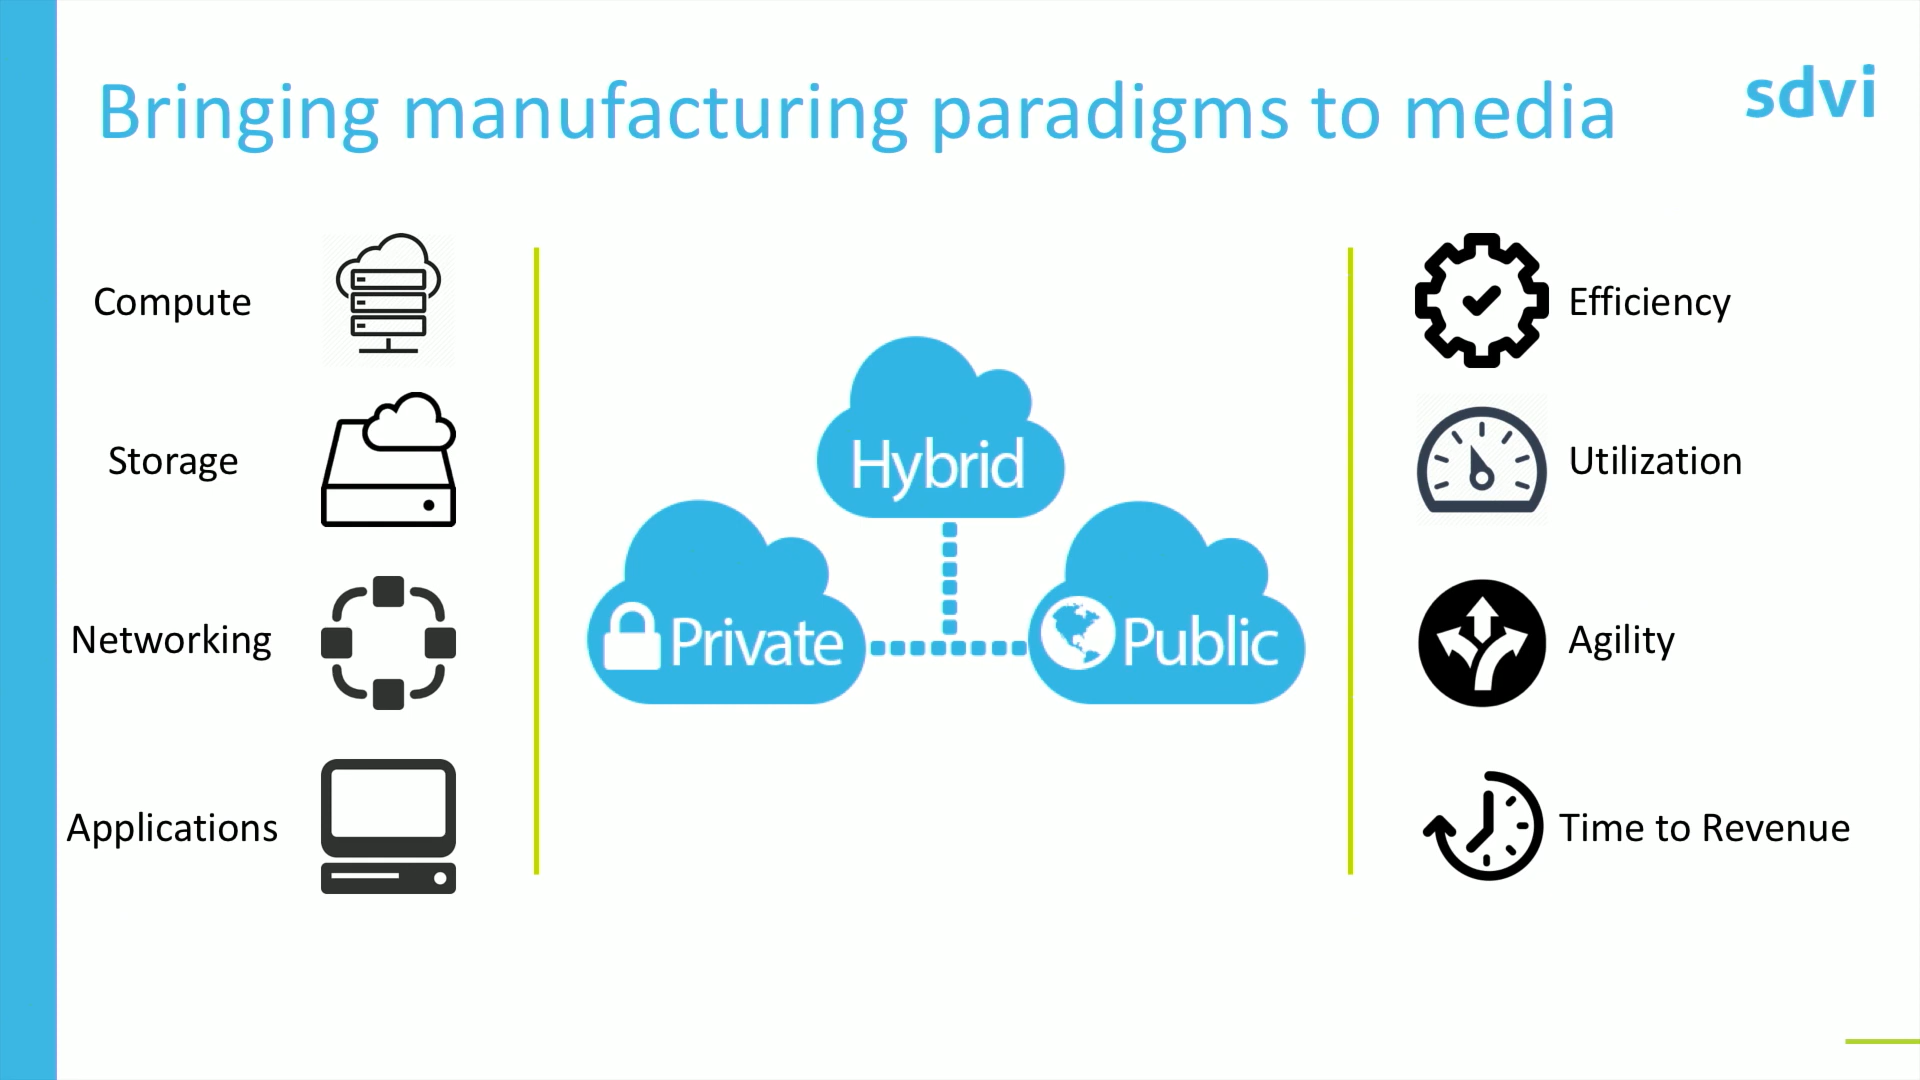 Bringing manufacturing paradigms to media
sdvi
Compute
Storage
Networking
Applications
Hybrid
Private
Public
Efficiency
Utilization
Agility
Time to Revenue